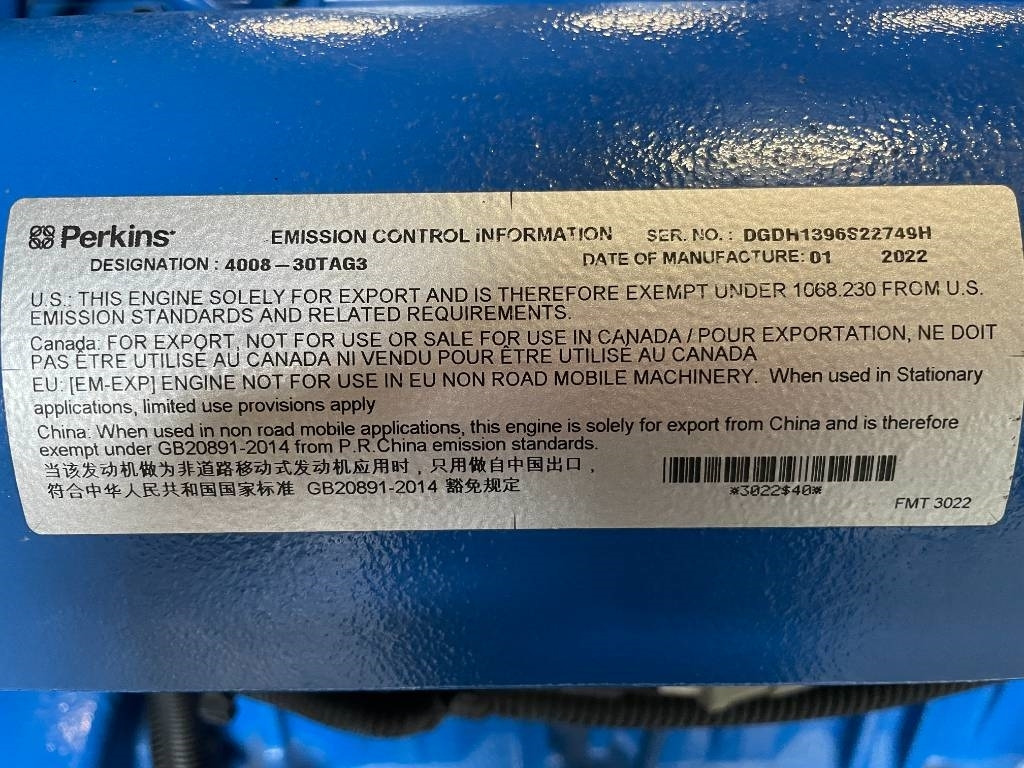 Perkins EMISSION CONTROL INFORMATION SER. NO.: DGDH1396S22749H
DESIGNATION : 4008-30TAG3 DATE OF MANUFACTURE: 01 2022
U.S.: THIS ENGINE SOLELY FOR EXPORT AND IS THEREFORE EXEMPT UNDER 1068.230 FROM U.S.
EMISSION STANDARDS AND RELATED REQUIREMENTS.
Canada: FOR EXPORT, NOT FOR USE OR SALE FOR USE IN CANADA / POUR EXPORTATION, NE DOIT
PAS ÊTRE UTILISÉ AU CANADA NI VENDU POUR ÊTRE UTILISÉ AU CANADA
EU: [EM-EXP] ENGINE NOT FOR USE IN EU NON ROAD MOBILE MACHINERY. When used in Stationary
applications, limited use provisions apply
China: When used in non road mobile applications, this engine is solely for export from China and is therefore
exempt under GB20891-2014 from P.R.China emission standards.
当该发动机做为非道路移动式发动机应用时，只用做自中国出口，
符合中华人民共和国国家标准 GB20891-2014 豁免规定
*3022$40*
FMT 3022